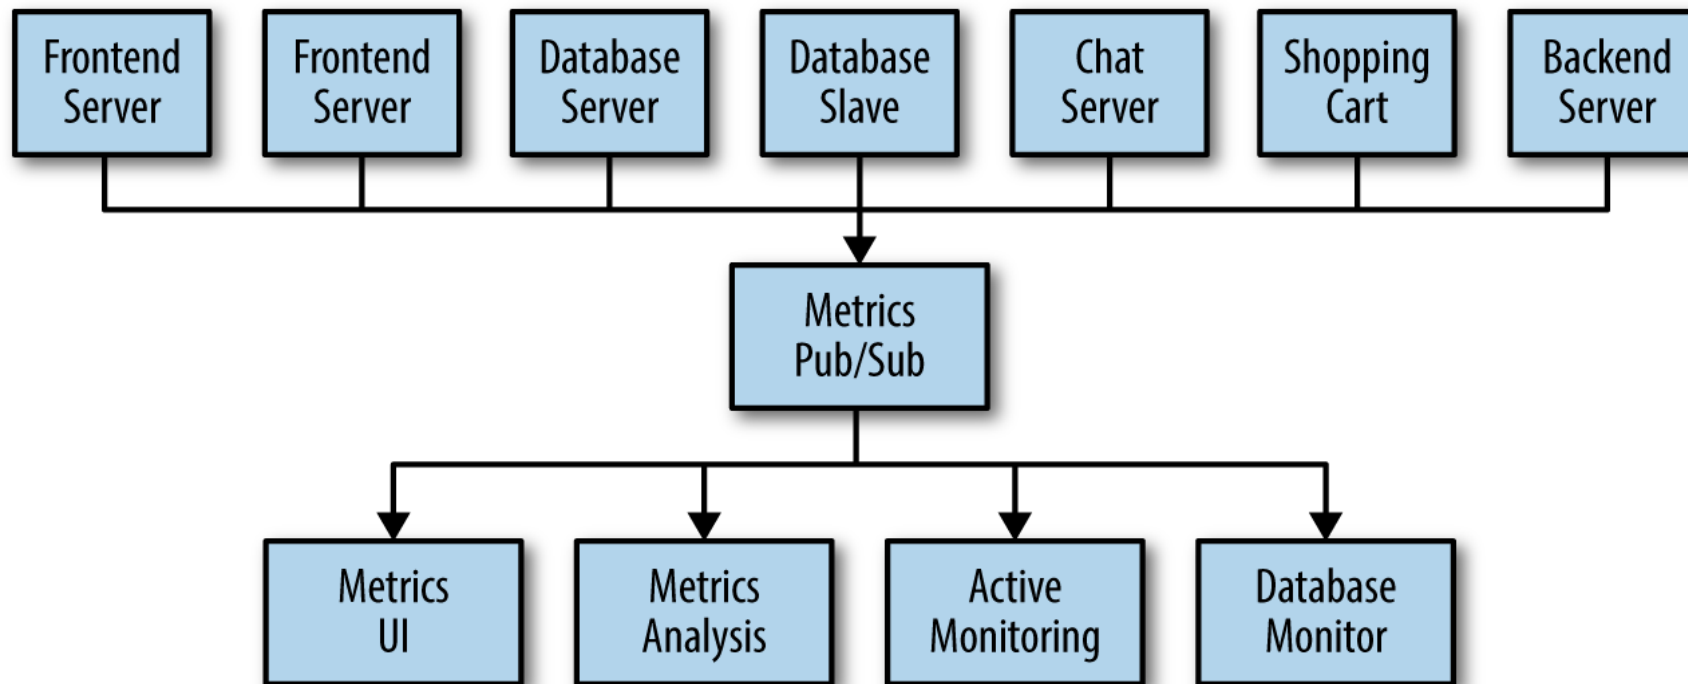 Frontend
Server
Frontend
Server
Database
Server
Database
Slave
Chat
Server
Shopping
Cart
Backend
Server
Metrics
Pub/Sub
Metrics
UI
Metrics
Analysis
Active
Monitoring
Database
Monitor